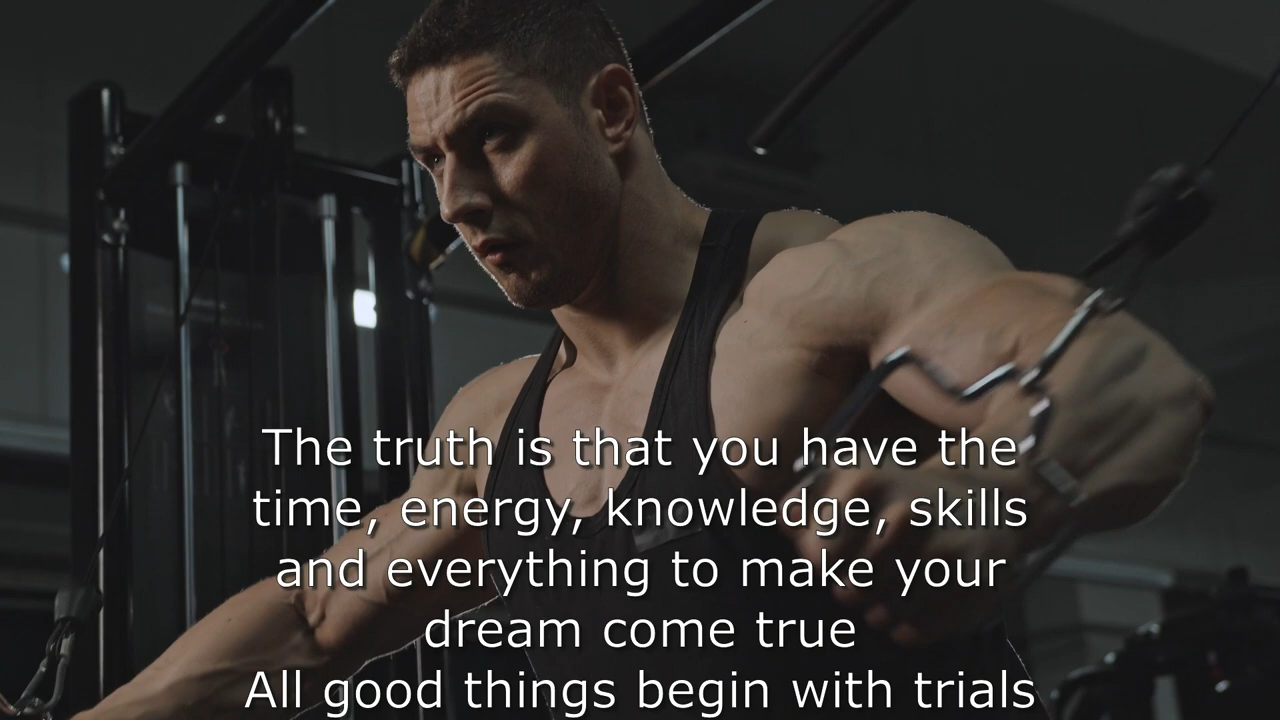 The truth is that you have the
time, energy, knowledge, skills
and everything to make your
dream come true
All good things begin with trials